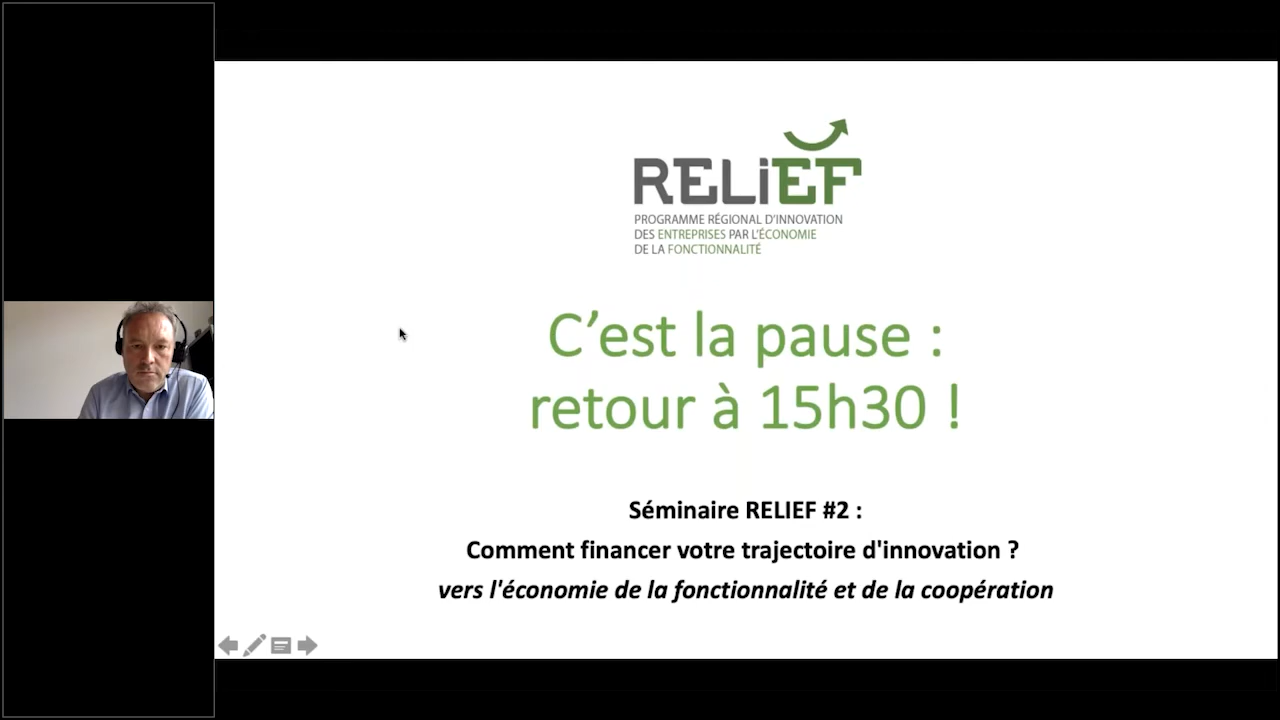 RELiEF
PROGRAMME RÉGIONAL D'INNOVATION
DES ENTREPRISES PAR L'ÉCONOMIE
DE LA FONCTIONNALITÉ
C’est la pause :
retour à 15h30 !
Séminaire RELIEF #2 :
Comment financer votre trajectoire d'innovation ?
vers l'économie de la fonctionnalité et de la coopération